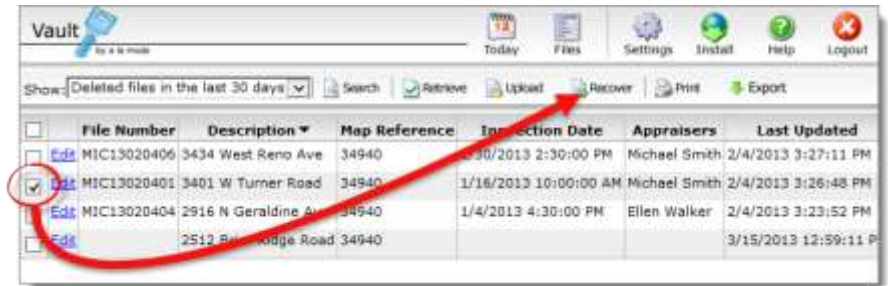 Vault
by a la mode
Today Files Settings Install Help Logout
Show: Deleted files in the last 30 days Search Retrieve Upload Recover Print Export
File Number Description Map Reference Inspection Date Appraisers Last Updated
Edit MIC13020406 3434 West Reno Ave 34940 /30/2013 2:30:00 PM Michael Smith 2/4/2013 3:27:11 PM
Edit MIC13020401 3401 W Turner Road 34940 1/16/2013 10:00:00 AM Michael Smith 2/4/2013 3:26:48 PM
Edit MIC13020404 2916 N Geraldine 34940 1/4/2013 4:30:00 PM Ellen Walker 2/4/2013 3:23:52 PM
Edit 2512 Road 34940 3/15/2013 12:59:11 P